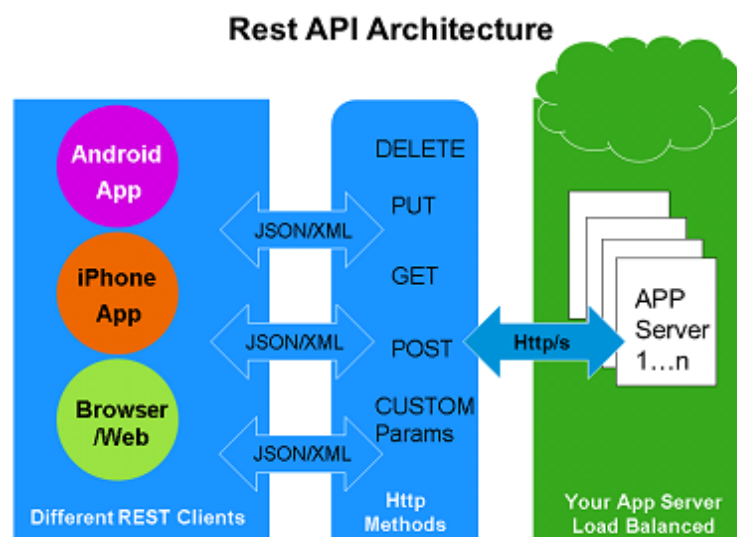 Rest API Architecture
Android
App
iPhone
App
Browser
/Web
Different REST Clients
JSON/XML
JSON/XML
JSON/XML
DELETE
PUT
GET
POST
CUSTOM
Params
Http
Methods
Http/s
APP
Server
1...n
Your App Server
Load Balanced